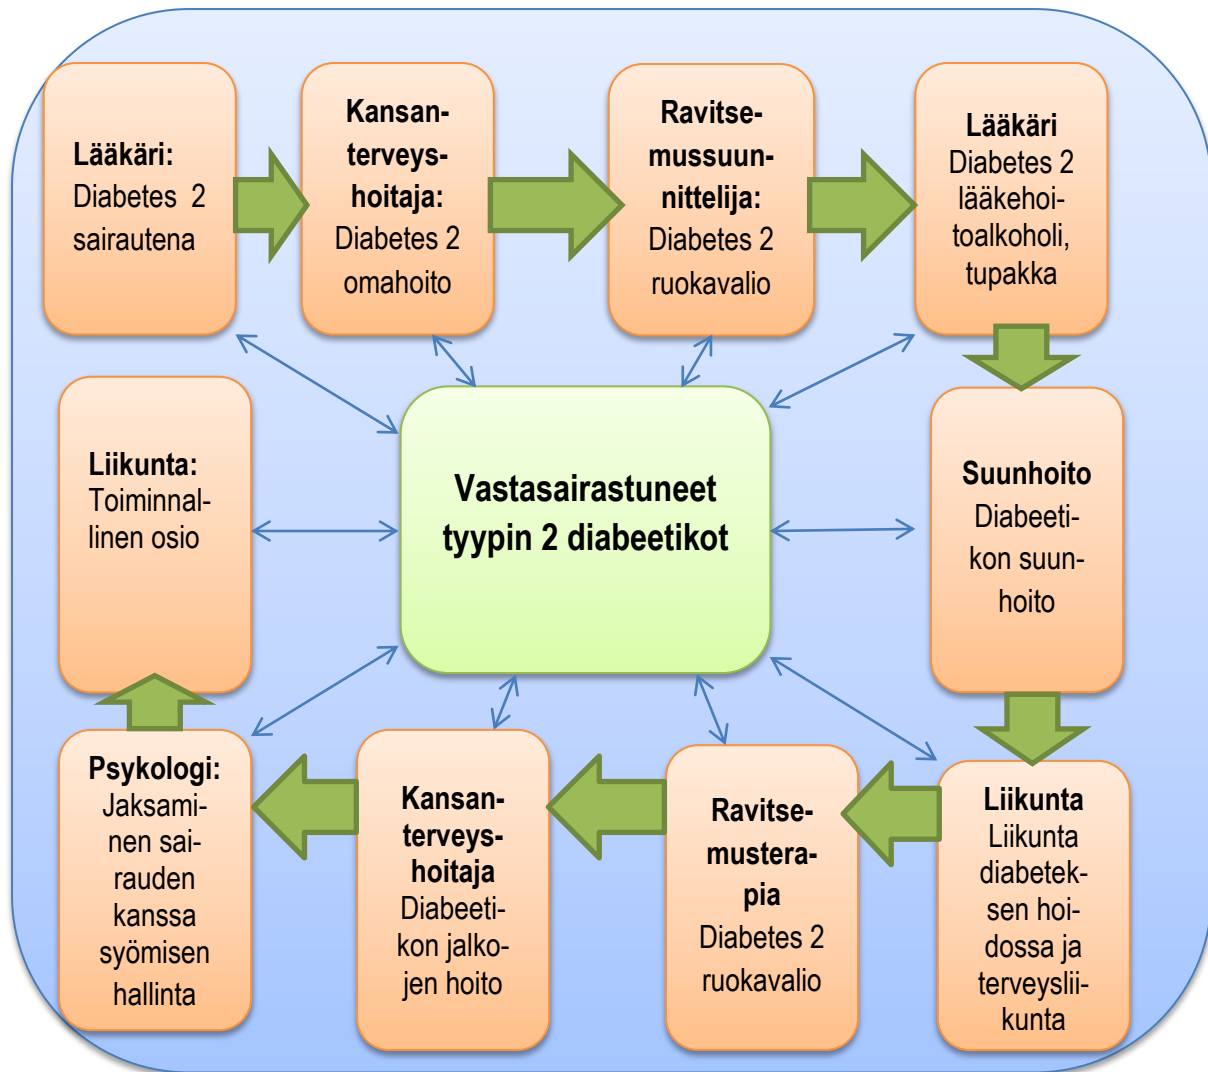 Lääkäri:
Diabetes 2
sairautena
Kansan-
terveys-
hoitaja:
Diabetes 2
omahoito
Ravitse-
mussuun-
nittelija:
Diabetes 2
ruokavalio
Lääkäri
Diabetes 2
lääkehoi-
toalkoholi,
tupakka
Liikunta:
Toiminnal-
linen osio
Vastasairastuneet
tyypin 2 diabeetikot
Suunhoito
Diabeeti-
kon suun-
hoito
Psykologi:
Jaksami-
nen sai-
rauden
kanssa
syömisen
hallinta
Kansan-
terveys-
hoitaja
Diabeeti-
kon jalko-
jen hoito
Ravitse-
mustera-
pia
Diabetes 2
ruokavalio
Liikunta
Liikunta
diabetek-
sen hoi-
dossa ja
terveyslii-
kunta